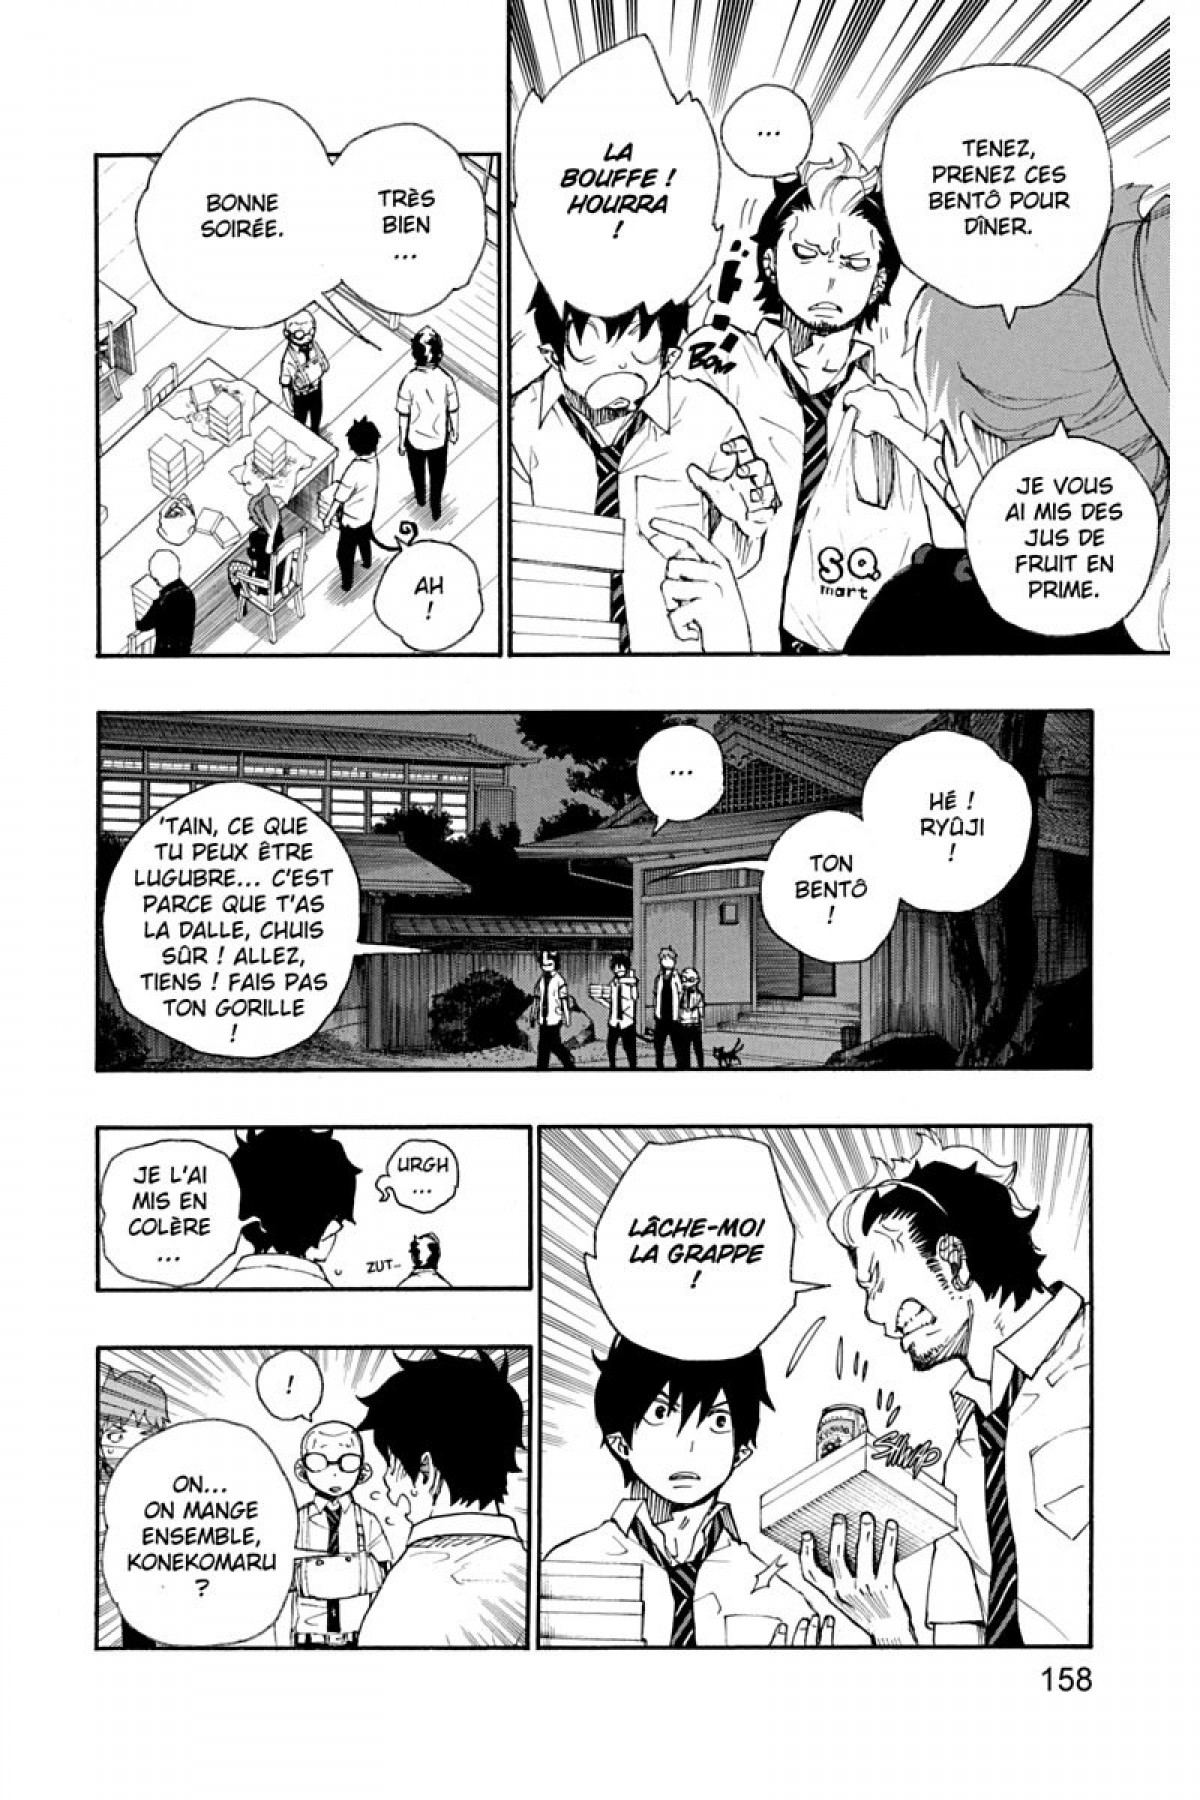 TENEZ,
PRENEZ CES
BENTÔ POUR
DÎNER.
...
LA
BOUFFE !
HOURRA
!
BOM
JE VOUS
AI MIS DES
JUS DE
FRUIT EN
PRIME.
SQ
mart
TRÈS
BIEN
...
BONNE
SOIRÉE.
AH
!
HÉ !
RYÛJI
!
TON
BENTÔ
!
...
'TAIN, CE QUE
TU PEUX ÊTRE
LUGUBRE... C'EST
PARCE QUE T'AS
LA DALLE, CHUIS
SÛR ! ALLEZ,
TIENS ! FAIS PAS
TON GORILLE
!
LÂCHE-MOI
LA GRAPPE
!
SHWAP
URGH
...
JE L'AI
MIS EN
COLÈRE
...
ZUT...
!
ON...
ON MANGE
ENSEMBLE,
KONEKOMARU
?
158